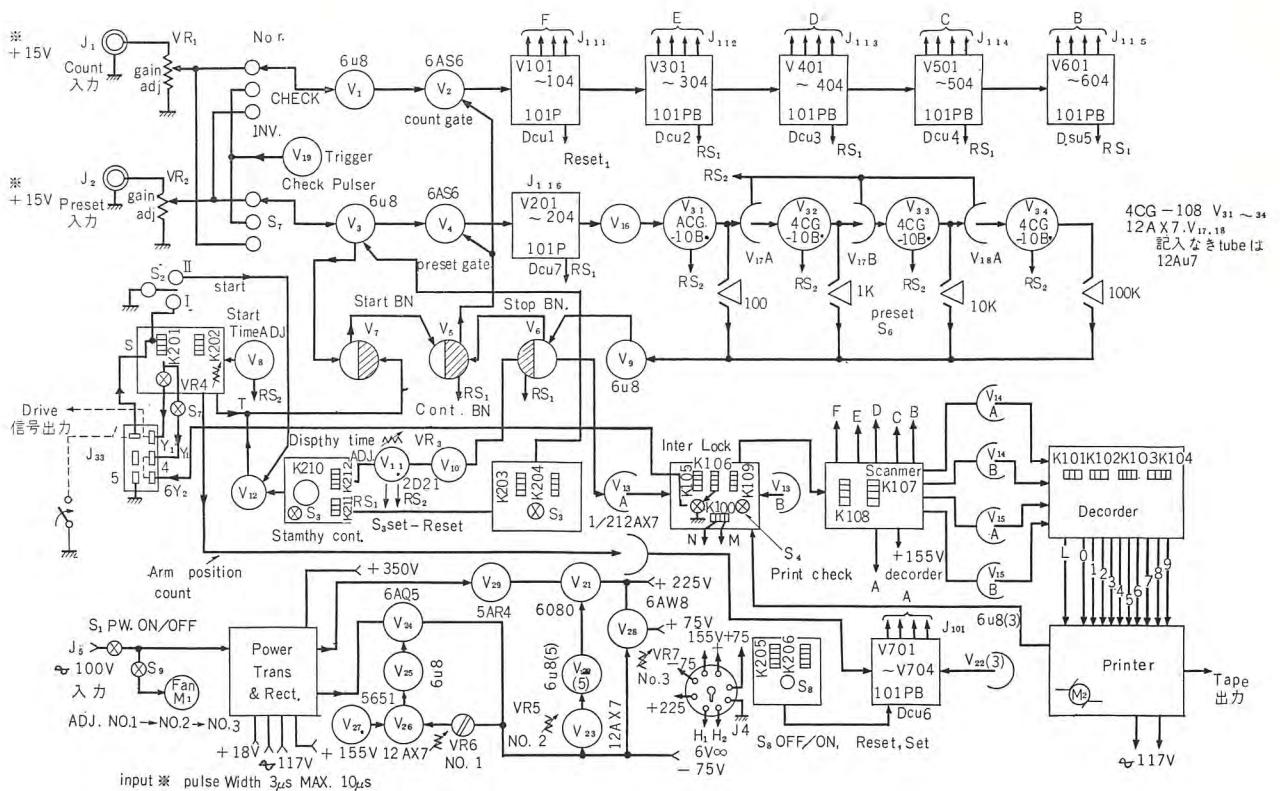 F
E
D
C
B
※
+15V
J1
Count
入力
VR1
gain
adj
Nor.
CHECK
INV.
6u8
V1
6AS6
V2
count gate
J111
V101
~104
101P
Dcu1
Reset1
J112
V301
~304
101PB
Dcu2
RS1
J113
V401
~404
101PB
Dcu3
RS1
J114
V501
~504
101PB
Dcu4
RS1
J115
V601
~604
101PB
Dsu5
RS1
V19 Trigger
Check Pulser
※
+15V
J2
Preset
入力
VR2
gain
adj
S7
6u8
V3
6AS6
V4
preset gate
J116
V201
~204
101P
Dcu7
RS1
V16
RS2
V31
ACG
-10B
RS2
V17A
V32
4CG
-10B
RS2
V17B
V33
4CG
-10B
RS2
V18A
V34
4CG
-10B
RS2
4CG-108 V31~34
12AX7.V17.18
記入なきtubeは
12Au7
100
1K
10K
100K
preset
S6
S2
II
start
I
S
K201
K202
VR4
Start
TimeADJ
V8
RS2
S7
T
Start BN
V7
V5
RS1
Stop BN.
V6
RS1
V9
6u8
Cont. BN
Drive
信号出力
J33
5
Y1
Y1
4
6Y2
V12
K210
K212
K211
S3
Stamthy cont.
Dispthy time
ADJ.
VR3
V11
2D21
V10
RS1
RS2
S3set-Reset
K203
K204
S3
V13
A
1/212AX7
Inter Lock
K105
K106
K109
K100
N
M
V13
B
S4
Print check
F
E
D
C
B
Scanmer
K107
K108
A
+155V
decorder
V14
A
V14
B
V15
A
V15
B
6u8(3)
K101K102K103K104
Decorder
L
0
1
2
3
4
5
6
7
8
9
Printer
M2
Tape
出力
117V
Arm position
count
S1 PW. ON/OFF
J5
100V
入力
S9
Fan
M1
ADJ. NO.1→NO.2→NO.3
Power
Trans
& Rect.
+350V
+18V
117V
+155V
6AQ5
V24
V25
6u8
5651
V27
V26
12AX7
VR6
NO. 1
V29
5AR4
V21
6080
6u8(5)
(5)
VR5
NO. 2
V23
12AX7
+225V
6AW8
V28
+75V
VR7
No.3
-75V
155V
+75
-75
+225
H1
H2
6V∞
J4
K205
K206
S8
S8 OFF/ON, Reset, Set
A
J101
V701
~V704
101PB
Dcu6
V22(3)
input ※ pulse Width 3μs MAX. 10μs